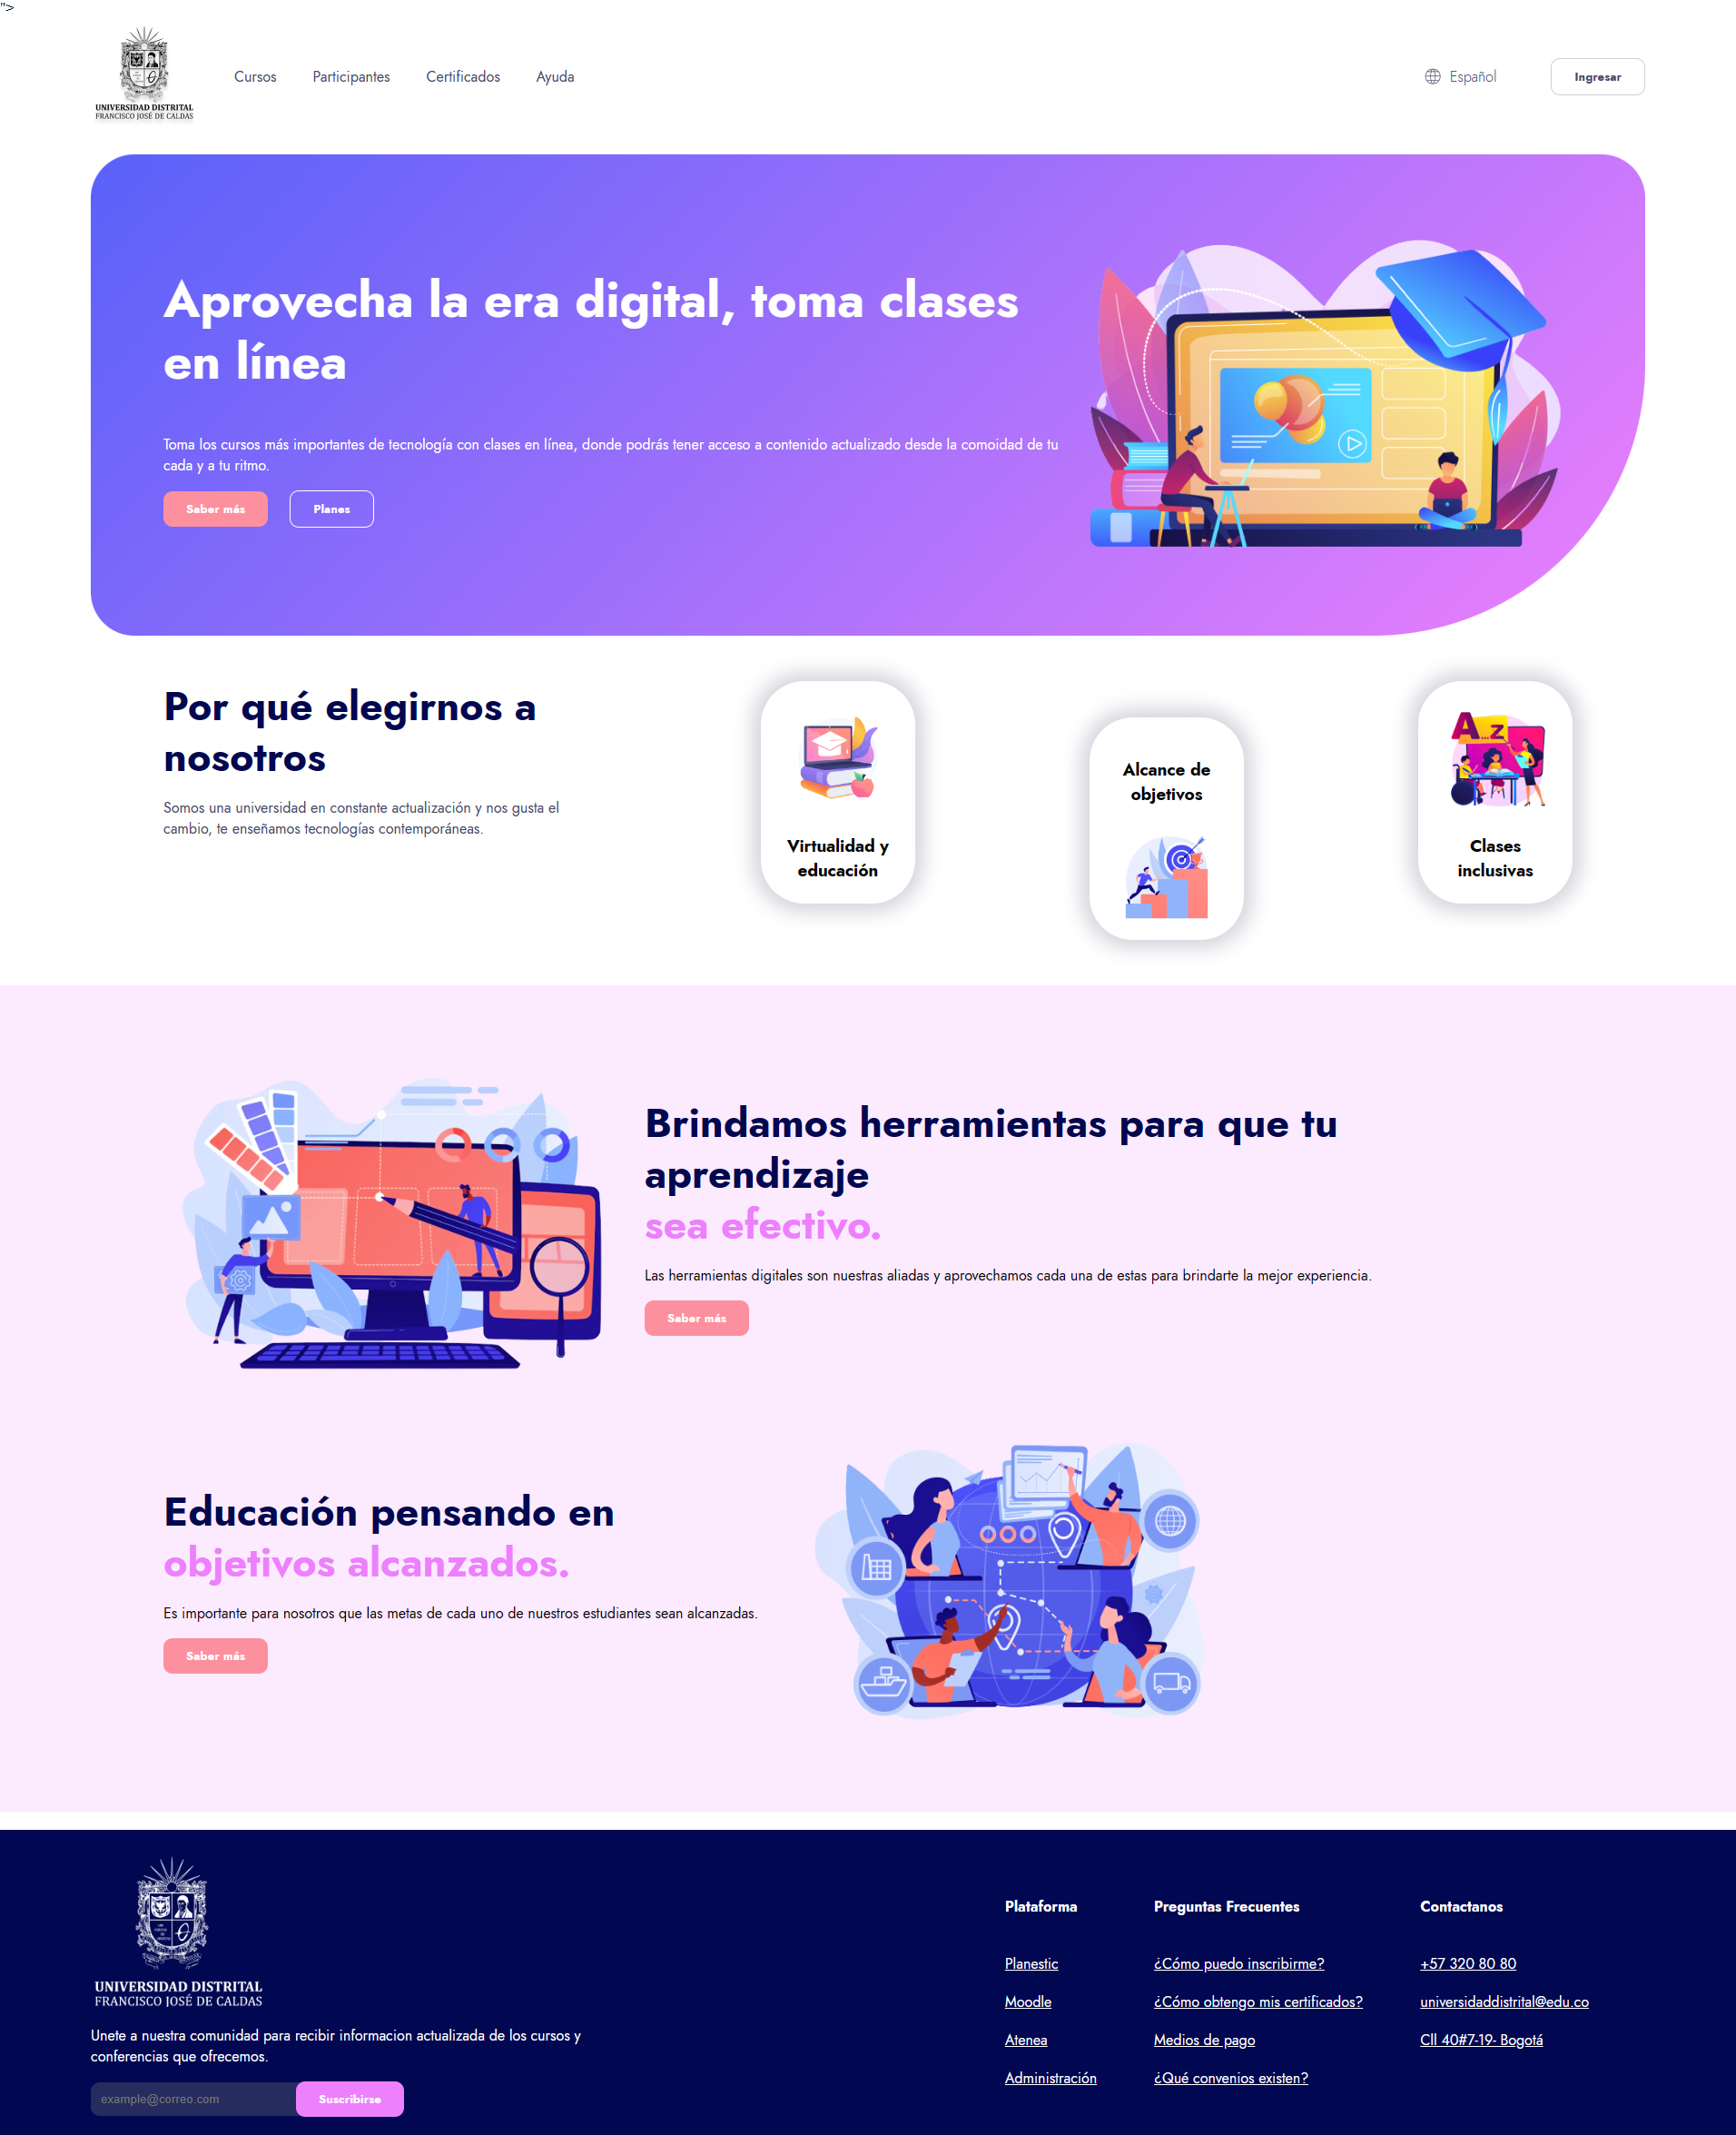 ">
UNIVERSIDAD DISTRITAL
FRANCISCO JOSÉ DE CALDAS
Cursos
Participantes
Certificados
Ayuda
Español
Ingresar
Aprovecha la era digital, toma clases
en línea
Toma los cursos más importantes de tecnología con clases en línea, donde podrás tener acceso a contenido actualizado desde la comoidad de tu
cada y a tu ritmo.
Saber más
Planes
Por qué elegirnos a
nosotros
Somos una universidad en constante actualización y nos gusta el
cambio, te enseñamos tecnologías contemporáneas.
Virtualidad y
educación
Alcance de
objetivos
A...z
Clases
inclusivas
Brindamos herramientas para que tu
aprendizaje
sea efectivo.
Las herramientas digitales son nuestras aliadas y aprovechamos cada una de estas para brindarte la mejor experiencia.
Saber más
Educación pensando en
objetivos alcanzados.
Es importante para nosotros que las metas de cada uno de nuestros estudiantes sean alcanzadas.
Saber más
UNIVERSIDAD DISTRITAL
FRANCISCO JOSÉ DE CALDAS
Unete a nuestra comunidad para recibir informacion actualizada de los cursos y
conferencias que ofrecemos.
example@correo.com
Suscribirse
Plataforma
Planestic
Moodle
Atenea
Administración
Preguntas Frecuentes
¿Cómo puedo inscribirme?
¿Cómo obtengo mis certificados?
Medios de pago
¿Qué convenios existen?
Contactanos
+57 320 80 80
universidaddistrital@edu.co
Cll 40#7-19- Bogotá